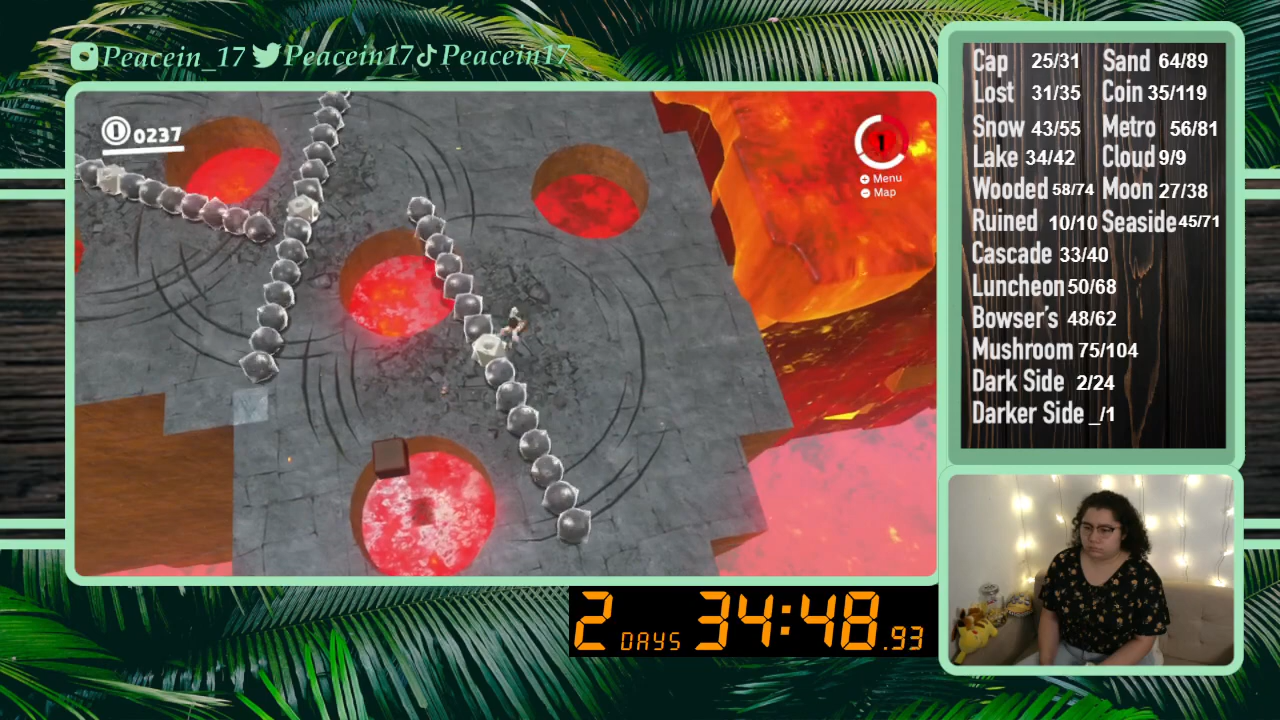 Peacein_17 Peacein17 Peacein17
0237
1
+ Menu
- Map
Cap 25/31 Sand 64/89
Lost 31/35 Coin 35/119
Snow 43/55 Metro 56/81
Lake 34/42 Cloud 9/9
Wooded 58/74 Moon 27/38
Ruined 10/10 Seaside 45/71
Cascade 33/40
Luncheon 50/68
Bowser's 48/62
Mushroom 75/104
Dark Side 2/24
Darker Side _/1
2 DAYS 34:48.93